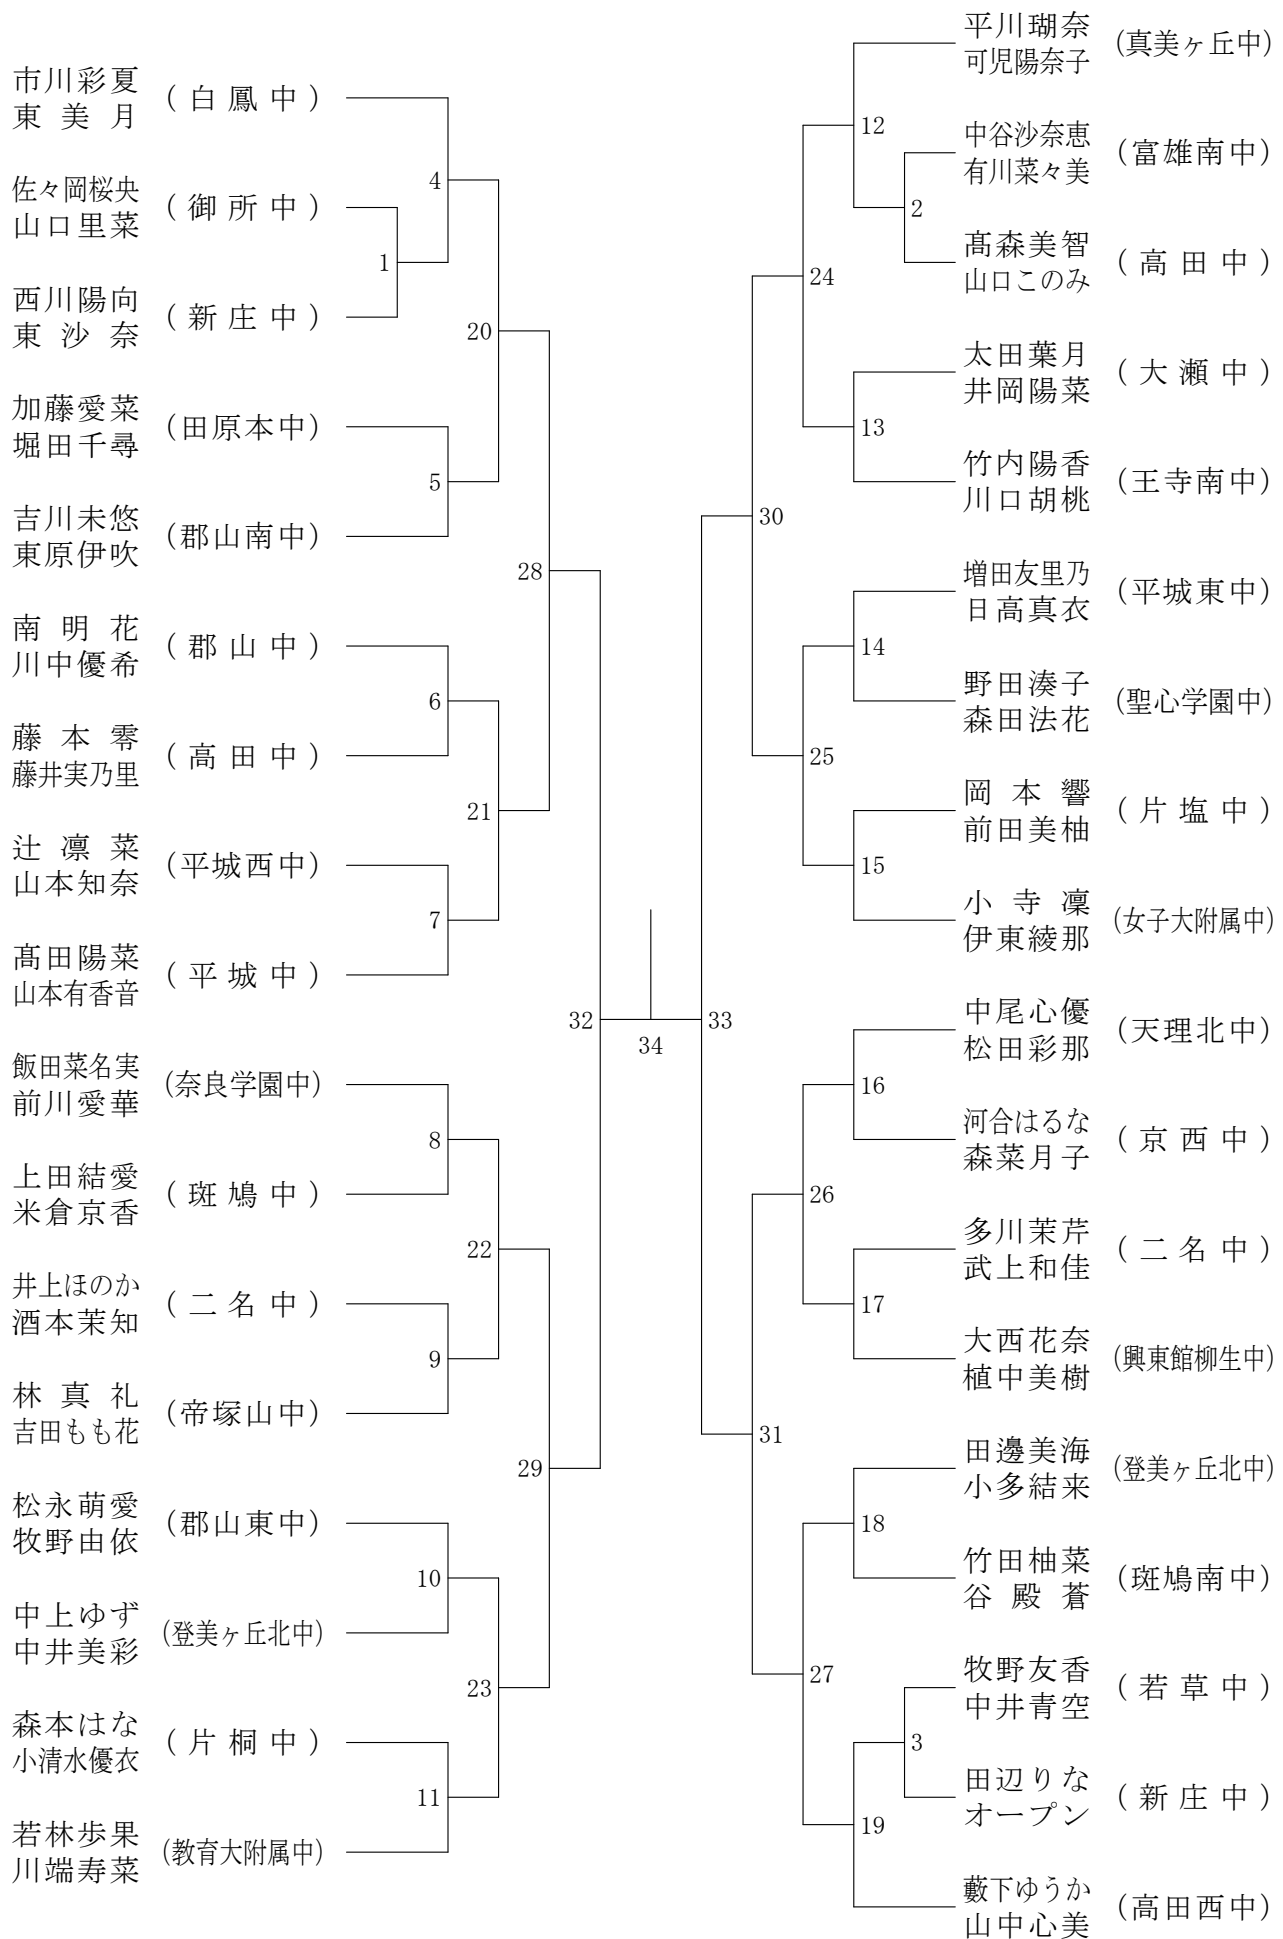 市川彩夏
東美月
(白鳳中)
佐々岡桜央
山口里菜
(御所中)
西川陽向
東沙奈
(新庄中)
加藤愛菜
堀田千尋
(田原本中)
吉川未悠
東原伊吹
(郡山南中)
南明花
川中優希
(郡山中)
藤本零
藤井実乃里
(高田中)
辻凛菜
山本知奈
(平城西中)
髙田陽菜
山本有香音
(平城中)
飯田菜名実
前川愛華
(奈良学園中)
上田結愛
米倉京香
(斑鳩中)
井上ほのか
酒本茉知
(二名中)
林真礼
吉田もも花
(帝塚山中)
松永萌愛
牧野由依
(郡山東中)
中上ゆず
中井美彩
(登美ヶ丘北中)
森本はな
小清水優衣
(片桐中)
若林歩果
川端寿菜
(教育大附属中)
1
4
5
6
7
8
9
10
11
20
21
22
23
28
29
32
34
33
30
31
24
25
26
27
12
13
14
15
16
17
18
19
2
3
平川瑚奈
可児陽奈子
(真美ヶ丘中)
中谷沙奈恵
有川菜々美
(富雄南中)
髙森美智
山口このみ
(高田中)
太田葉月
井岡陽菜
(大瀬中)
竹内陽香
川口胡桃
(王寺南中)
増田友里乃
日高真衣
(平城東中)
野田湊子
森田法花
(聖心学園中)
岡本響
前田美柚
(片塩中)
小寺凜
伊東綾那
(女子大附属中)
中尾心優
松田彩那
(天理北中)
河合はるな
森菜月子
(京西中)
多川茉芹
武上和佳
(二名中)
大西花奈
植中美樹
(興東館柳生中)
田邊美海
小多結来
(登美ヶ丘北中)
竹田柚菜
谷殿蒼
(斑鳩南中)
牧野友香
中井青空
(若草中)
田辺りな
オープン
(新庄中)
藪下ゆうか
山中心美
(高田西中)